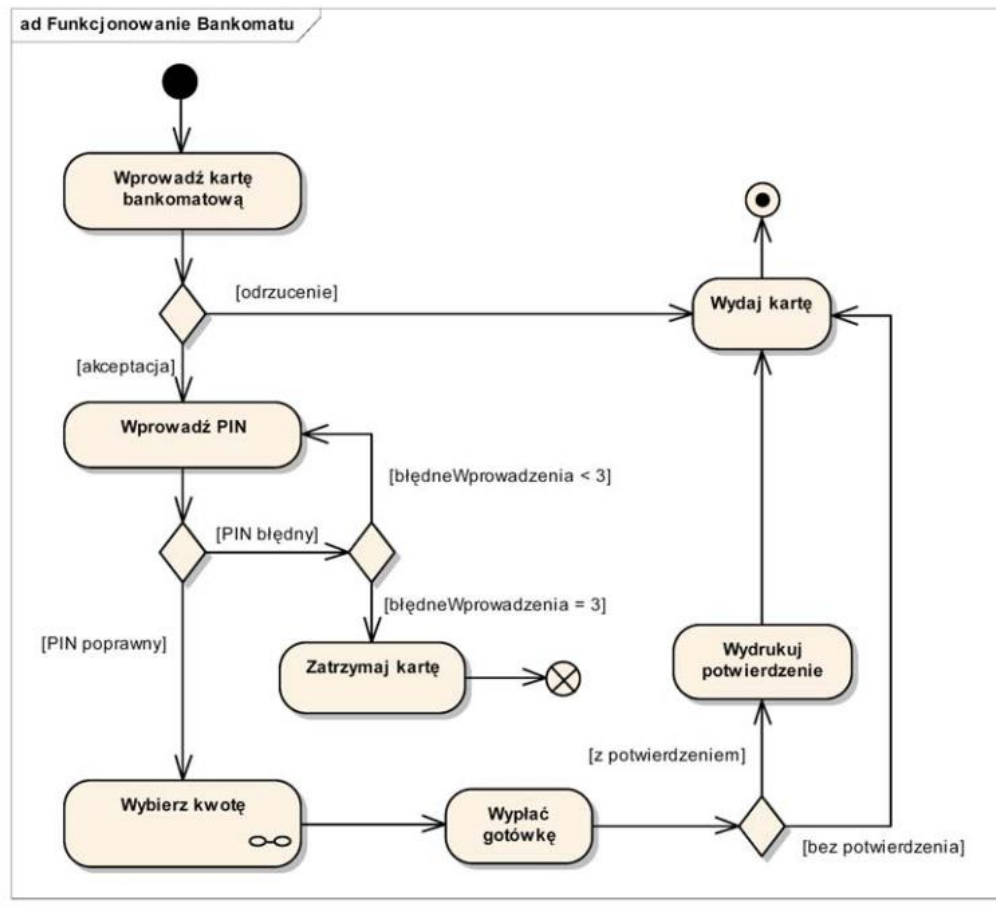 ad Funkcjonowanie Bankomatu
Wprowadź kartę
bankomatową
[odrzucenie]
Wydaj kartę
[akceptacja]
Wprowadź PIN
[błędneWprowadzenia < 3]
[PIN błędny]
[błędneWprowadzenia = 3]
[PIN poprawny]
Zatrzymaj kartę
Wydrukuj
potwierdzenie
[z potwierdzeniem]
Wybierz kwotę
Wypłać
gotówkę
[bez potwierdzenia]